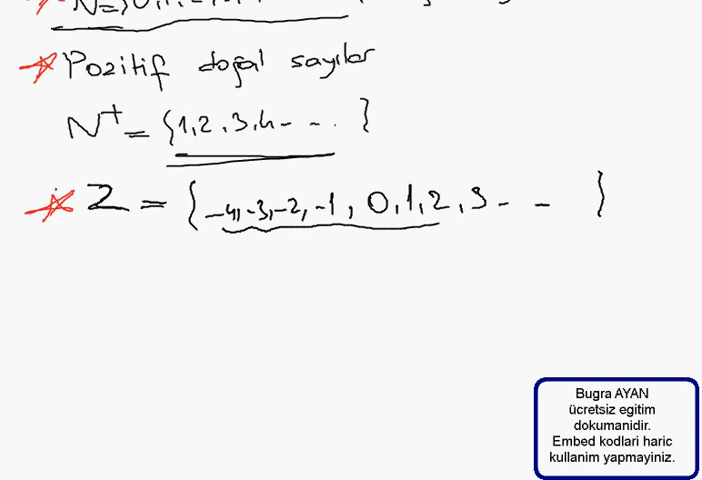 Pozitif doğal sayılar
N⁺ = {1,2,3,4- - . }
Z = {-4,-3,-2,-1,0,1,2,3- - }
Bugra AYAN
ücretsiz egitim
dokumanidir.
Embed kodlari haric
kullanim yapmayiniz.